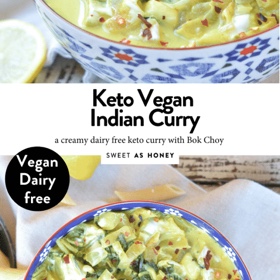 Keto Vegan
Indian Curry
a creamy dairy free keto curry with Bok Choy
SWEET AS HONEY
Vegan
Dairy
free